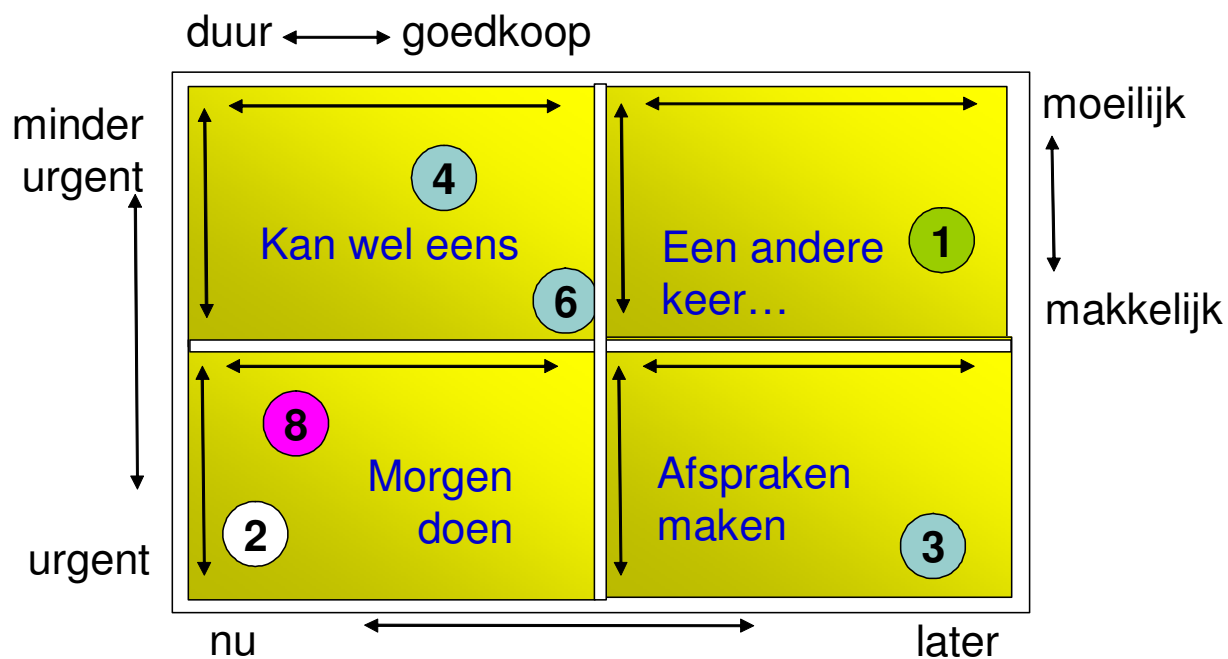 duur goedkoop
minder
urgent
moeilijk
4
Kan wel eens
1
Een andere
keer…
6
makkelijk
8
Morgen
doen
Afspraken
maken
2
3
urgent
nu later